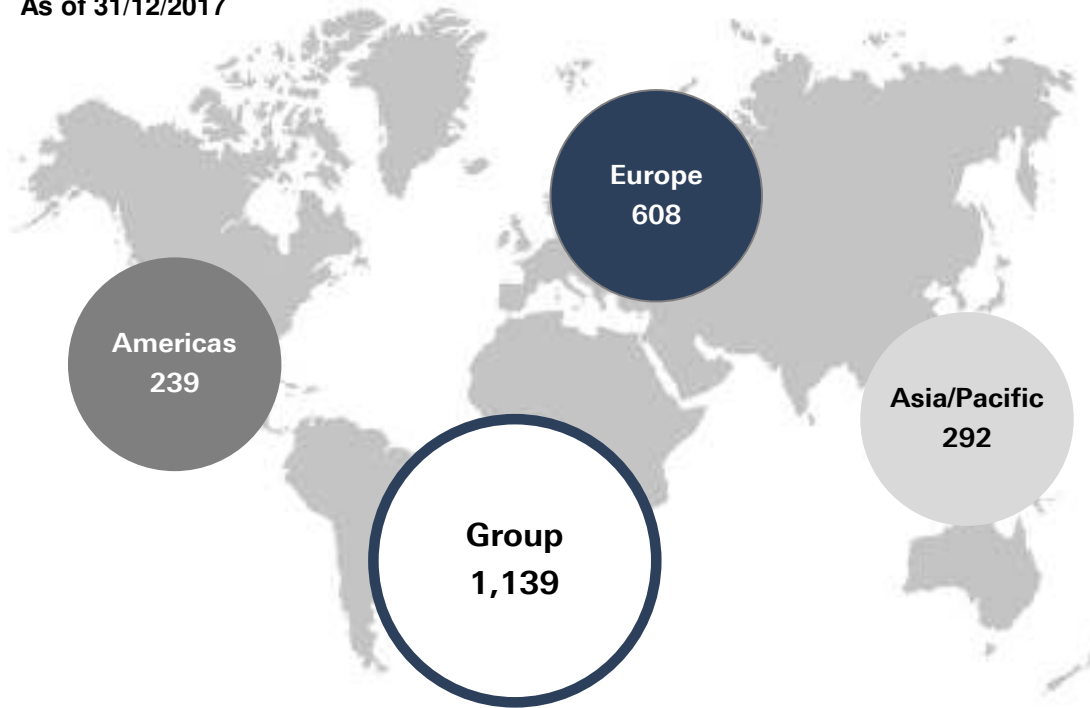 As of 31/12/2017
Europe
608
Americas
239
Asia/Pacific
292
Group
1,139